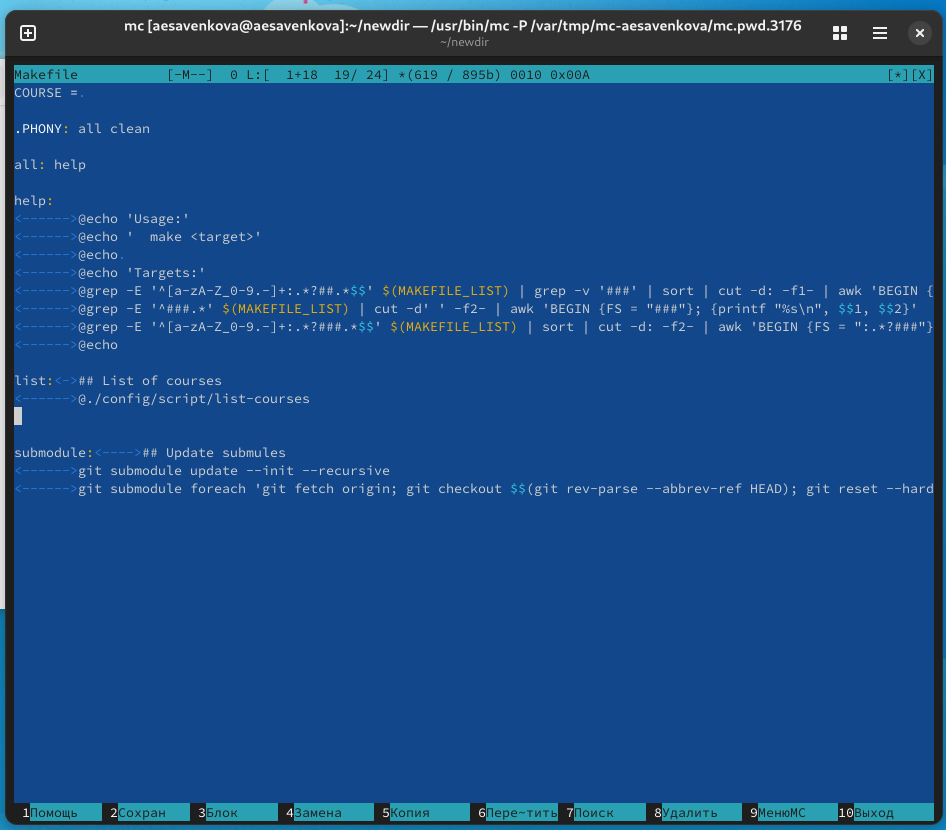 mc [aesavenkova@aesavenkova]:~/newdir — /usr/bin/mc -P /var/tmp/mc-aesavenkova/mc.pwd.3176
~/newdir
Makefile [-M--] 0 L:[ 1+18 19/ 24] *(619 / 895b) 0010 0x00A [*][X]
COURSE =.
.PHONY: all clean
all: help
help:
<------>@echo 'Usage:'
<------>@echo '  make <target>'
<------>@echo.
<------>@echo 'Targets:'
<------>@grep -E '^[a-zA-Z_0-9.-]+:.*?##.*$$' $(MAKEFILE_LIST) | grep -v '###' | sort | cut -d: -f1- | awk 'BEGIN {
<------>@grep -E '^###.*' $(MAKEFILE_LIST) | cut -d' ' -f2- | awk 'BEGIN {FS = "###"}; {printf "%s\n", $$1, $$2}'
<------>@grep -E '^[a-zA-Z_0-9.-]+:.*?###.*$$' $(MAKEFILE_LIST) | sort | cut -d: -f2- | awk 'BEGIN {FS = ":.*?###"}
<------>@echo
list:<->## List of courses
<------>@./config/script/list-courses
submodule:<---->## Update submules
<------>git submodule update --init --recursive
<------>git submodule foreach 'git fetch origin; git checkout $$(git rev-parse --abbrev-ref HEAD); git reset --hard
1Помощь 2Сохран 3Блок 4Замена 5Копия 6Пере~тить 7Поиск 8Удалить 9МенюMC 10Выход